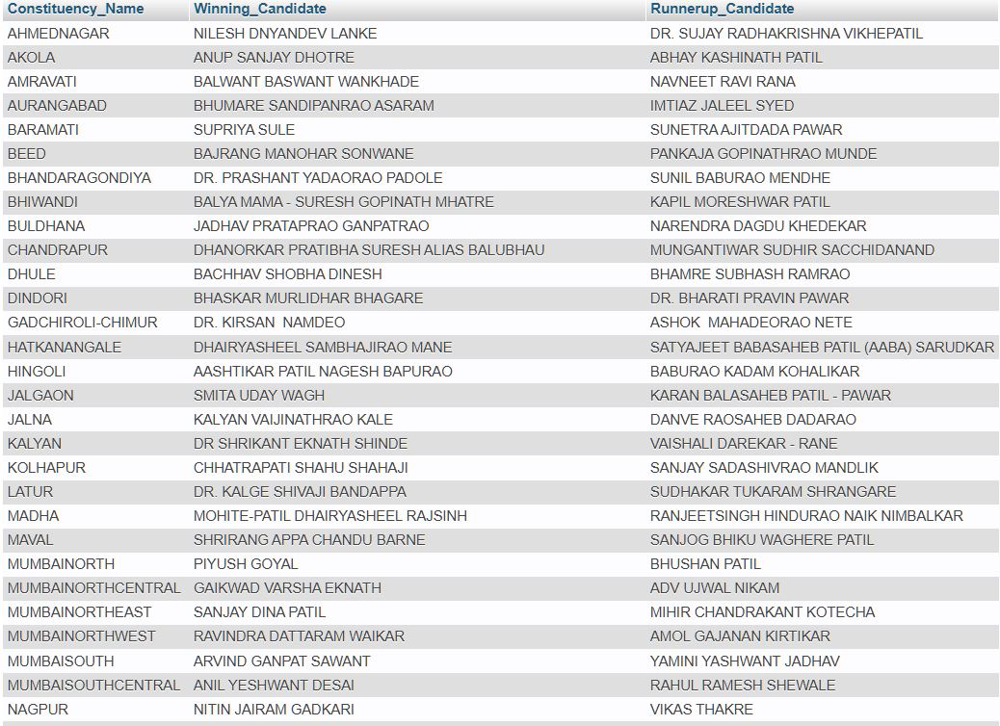 Constituency_Name Winning_Candidate Runnerup_Candidate
AHMEDNAGAR NILESH DNYANDEV LANKE DR. SUJAY RADHAKRISHNA VIKHEPATIL
AKOLA ANUP SANJAY DHOTRE ABHAY KASHINATH PATIL
AMRAVATI BALWANT BASWANT WANKHADE NAVNEET RAVI RANA
AURANGABAD BHUMARE SANDIPANRAO ASARAM IMTIAZ JALEEL SYED
BARAMATI SUPRIYA SULE SUNETRA AJITDADA PAWAR
BEED BAJRANG MANOHAR SONWANE PANKAJA GOPINATHRAO MUNDE
BHANDARAGONDIYA DR. PRASHANT YADAORAO PADOLE SUNIL BABURAO MENDHE
BHIWANDI BALYA MAMA - SURESH GOPINATH MHATRE KAPIL MORESHWAR PATIL
BULDHANA JADHAV PRATAPRAO GANPATRAO NARENDRA DAGDU KHEDEKAR
CHANDRAPUR DHANORKAR PRATIBHA SURESH ALIAS BALUBHAU MUNGANTIWAR SUDHIR SACCHIDANAND
DHULE BACHHAV SHOBHA DINESH BHAMRE SUBHASH RAMRAO
DINDORI BHASKAR MURLIDHAR BHAGARE DR. BHARATI PRAVIN PAWAR
GADCHIROLI-CHIMUR DR. KIRSAN NAMDEO ASHOK MAHADEORAO NETE
HATKANANGALE DHAIRYASHEEL SAMBHAJIRAO MANE SATYAJEET BABASAHEB PATIL (AABA) SARUDKAR
HINGOLI AASHTIKAR PATIL NAGESH BAPURAO BABURAO KADAM KOHALIKAR
JALGAON SMITA UDAY WAGH KARAN BALASAHEB PATIL - PAWAR
JALNA KALYAN VAIJINATHRAO KALE DANVE RAOSAHEB DADARAO
KALYAN DR SHRIKANT EKNATH SHINDE VAISHALI DAREKAR - RANE
KOLHAPUR CHHATRAPATI SHAHU SHAHAJI SANJAY SADASHIVRAO MANDLIK
LATUR DR. KALGE SHIVAJI BANDAPPA SUDHAKAR TUKARAM SHRANGARE
MADHA MOHITE-PATIL DHAIRYASHEEL RAJSINH RANJEETSINGH HINDURAO NAIK NIMBALKAR
MAVAL SHRIRANG APPA CHANDU BARNE SANJOG BHIKU WAGHERE PATIL
MUMBAINORTH PIYUSH GOYAL BHUSHAN PATIL
MUMBAINORTHCENTRAL GAIKWAD VARSHA EKNATH ADV UJWAL NIKAM
MUMBAINORTHEAST SANJAY DINA PATIL MIHIR CHANDRAKANT KOTECHA
MUMBAINORTHWEST RAVINDRA DATTARAM WAIKAR AMOL GAJANAN KIRTIKAR
MUMBAISOUTH ARVIND GANPAT SAWANT YAMINI YASHWANT JADHAV
MUMBAISOUTHCENTRAL ANIL YESHWANT DESAI RAHUL RAMESH SHEWALE
NAGPUR NITIN JAIRAM GADKARI VIKAS THAKRE